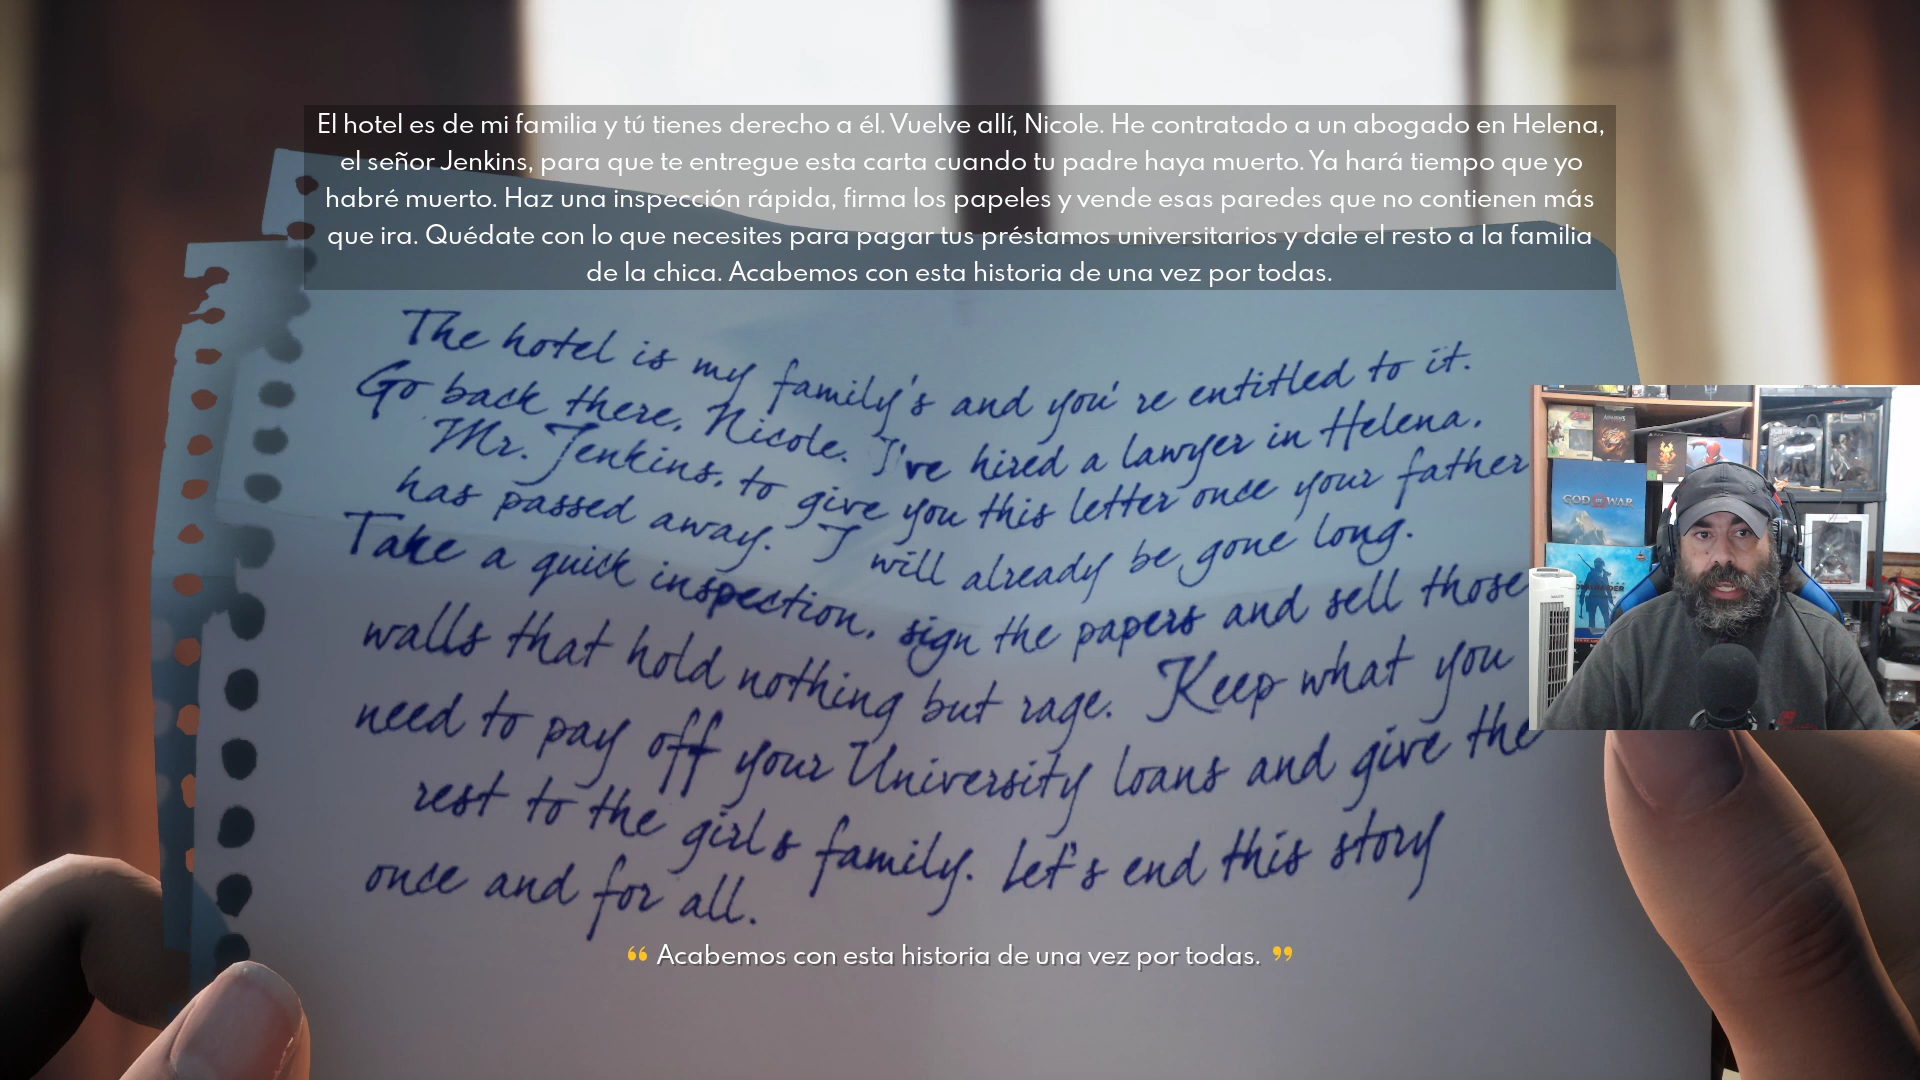 El hotel es de mi familia y tú tienes derecho a él. Vuelve allí, Nicole. He contratado a un abogado en Helena,
el señor Jenkins, para que te entregue esta carta cuando tu padre haya muerto. Ya hará tiempo que yo
habré muerto. Haz una inspección rápida, firma los papeles y vende esas paredes que no contienen más
que ira. Quédate con lo que necesites para pagar tus préstamos universitarios y dale el resto a la familia
de la chica. Acabemos con esta historia de una vez por todas.
The hotel is my family's and you're entitled to it.
Go back there, Nicole. I've hired a lawyer in Helena,
Mr. Jenkins, to give you this letter once your father
has passed away. I will already be gone long.
Take a quick inspection, sign the papers and sell those
walls that hold nothing but rage. Keep what you
need to pay off your University loans and give the
rest to the girls family. Let's end this story
once and for all.
GOD OF WAR
“ Acabemos con esta historia de una vez por todas. ”